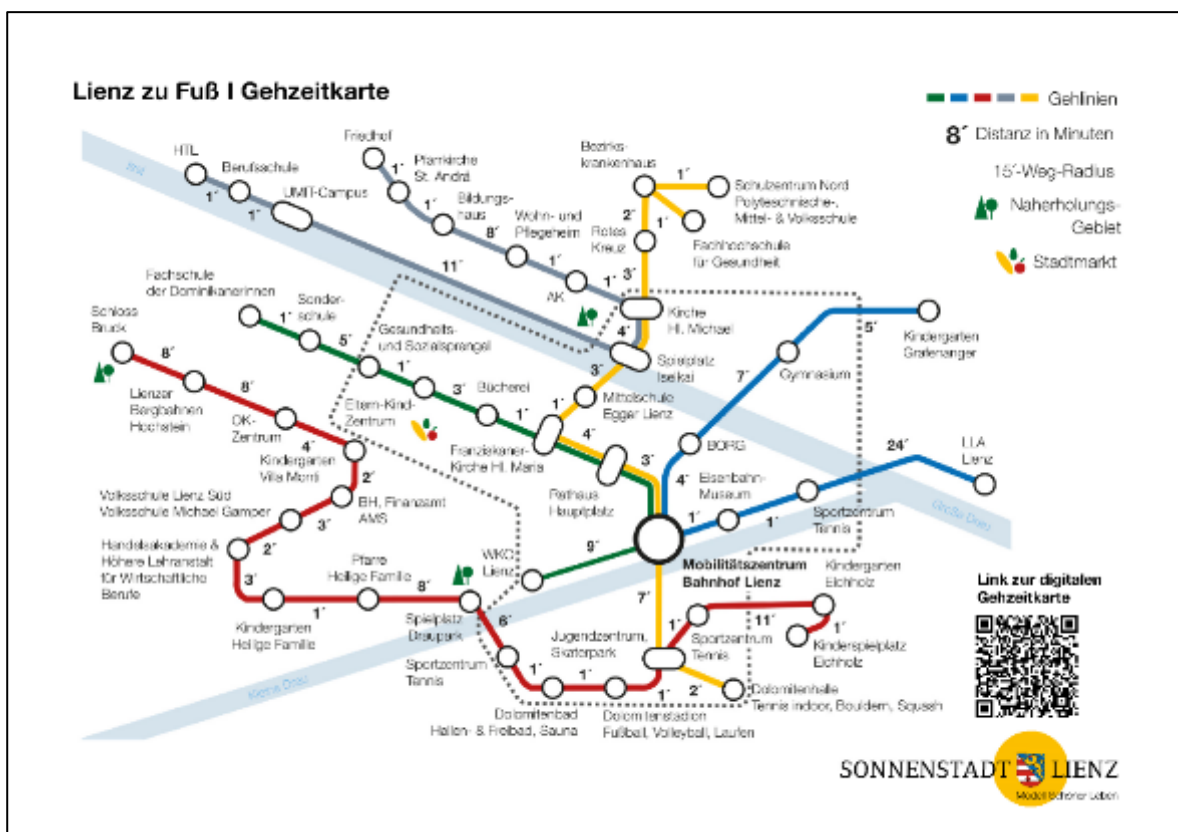 Lienz zu Fuß I Gehzeitkarte
Gehlinien
8´ Distanz in Minuten
15´-Weg-Radius
Naherholungs-
Gebiet
Stadtmarkt
HTL
1´
Berufsschule
1´
UMIT-Campus
11´
Isel
Friedhof
1´
Pfarrkirche
St. Andrä
1´
Bildungs-
haus
8´
Wohn- und
Pflegeheim
1´
AK
1´
Bezirks-
krankenhaus
1´
Schulzentrum Nord
Polytechnische-,
Mittel- & Volksschule
2´
1´
Rotes
Kreuz
Fachhochschule
für Gesundheit
3´
Kirche
Hl. Michael
4´
Spielplatz
Iselkai
3´
Mittelschule
Egger Lienz
1´
Fachschule
der Dominikanerinnen
1´
Sonder-
schule
5´
Gesundheits-
und Sozialsprengel
1´
Eltern-Kind-
Zentrum
3´
Bücherei
1´
Franziskaner-
Kirche Hl. Maria
4´
Rathaus
Hauptplatz
3´
5´
Kindergarten
Grafenanger
Gymnasium
7´
BORG
4´
Eisenbahn-
Museum
1´
1´
Sportzentrum
Tennis
24´
LLA
Lienz
Große Drau
Schloss
Bruck
8´
Lienzer
Bergbahnen
Hochstein
8´
OK-
Zentrum
4´
Kindergarten
Villa Monti
2´
BH, Finanzamt
AMS
3´
Volksschule Lienz Süd
Volksschule Michael Gamper
2´
Handelsakademie &
Höhere Lehranstalt
für Wirtschaftliche
Berufe
3´
Kindergarten
Heilige Familie
1´
Pfarre
Heilige Familie
8´
Spielplatz
Draupark
6´
WKO
Lienz
9´
Mobilitätszentrum
Bahnhof Lienz
7´
Sportzentrum
Tennis
1´
Dolomitenbad
Hallen- & Freibad, Sauna
1´
Dolomitenstadion
Fußball, Volleyball, Laufen
1´
Jugendzentrum,
Skaterpark
1´
Sportzentrum
Tennis
11´
Kindergarten
Eichholz
1´
Kinderspielplatz
Eichholz
2´
Dolomitenhalle
Tennis indoor, Bouldern, Squash
Kleine Drau
Link zur digitalen
Gehzeitkarte
SONNENSTADT LIENZ
Modell Schöner Leben